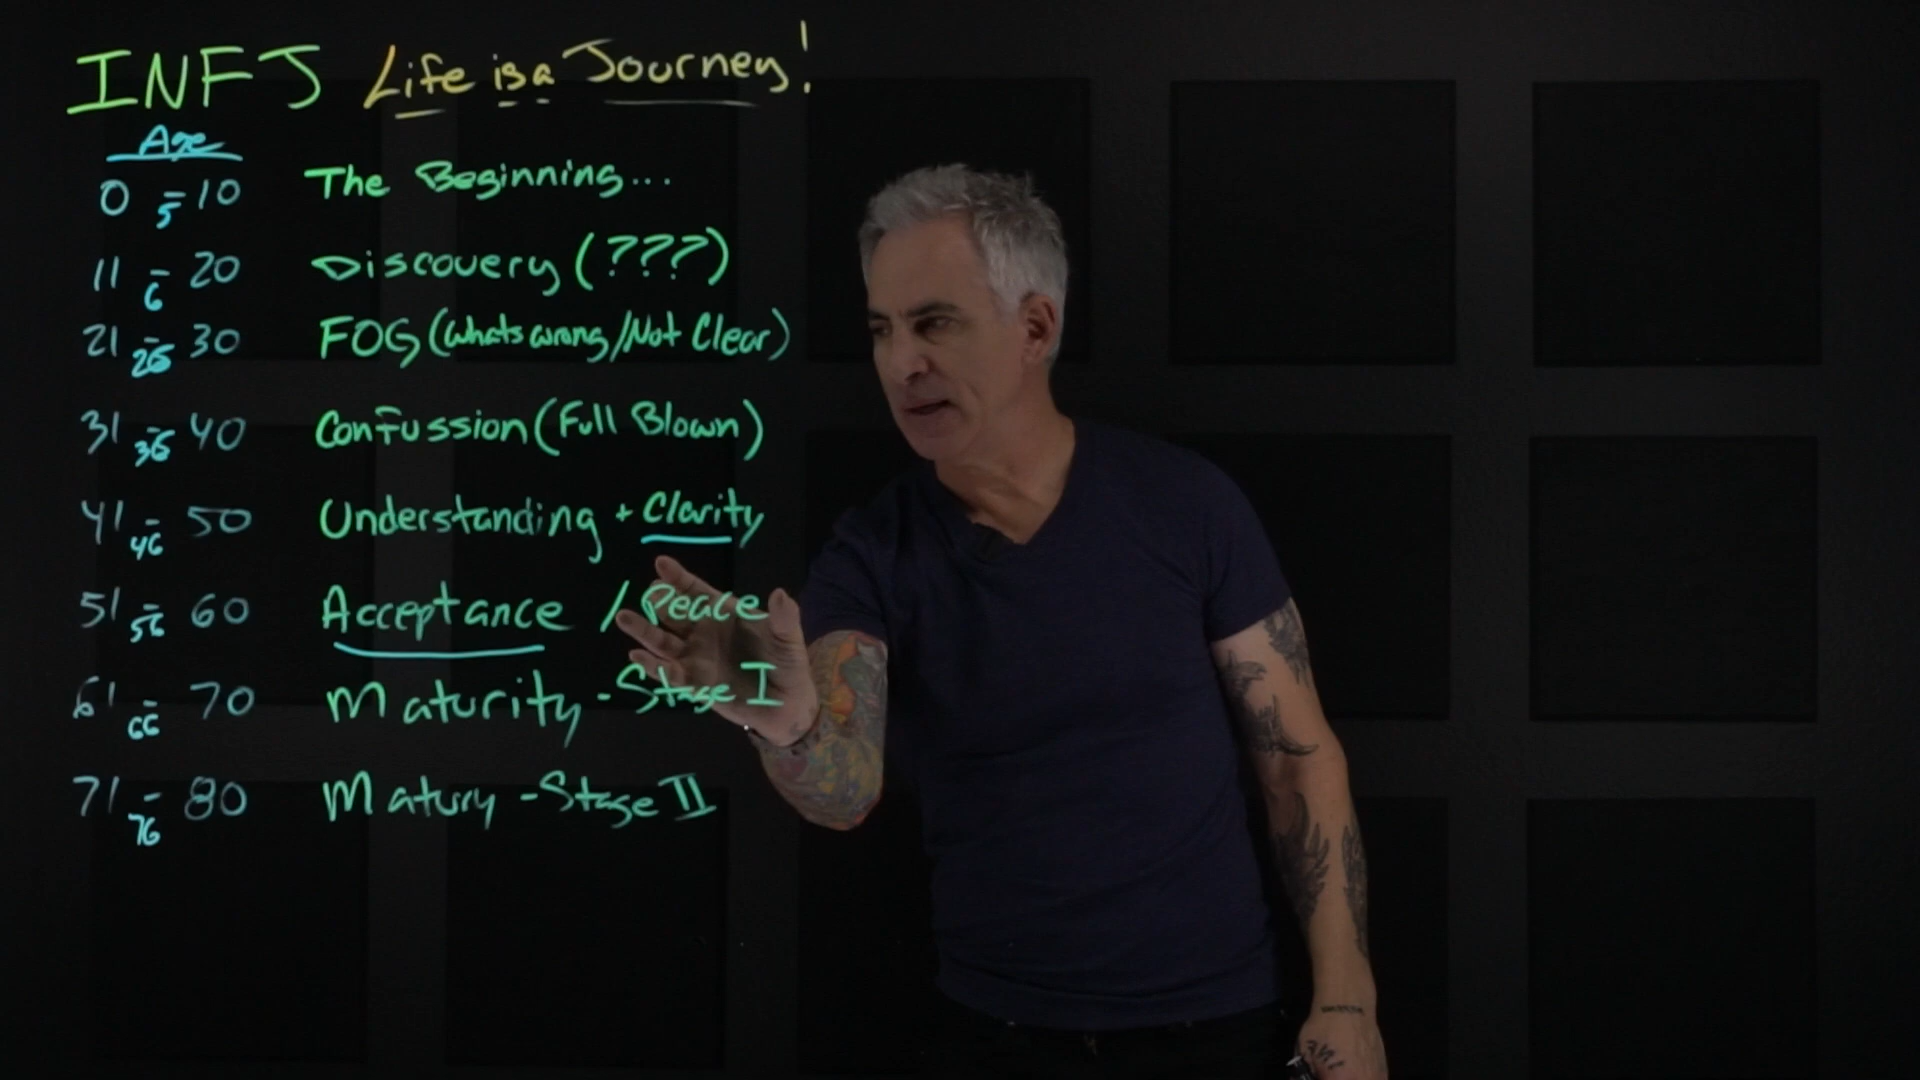 INFJ Life is a Journey!
Age
0 - 10 The Beginning...
5
11 - 20 Discovery (???)
6
21 - 30 FOG (Whats wrong/Not Clear)
26
31 - 40 Confussion (Full Blown)
36
41 - 50 Understanding + Clarity
46
51 - 60 Acceptance / Peace
56
61 - 70 Maturity - Stage I
66
71 - 80 Matury - Stage II
76